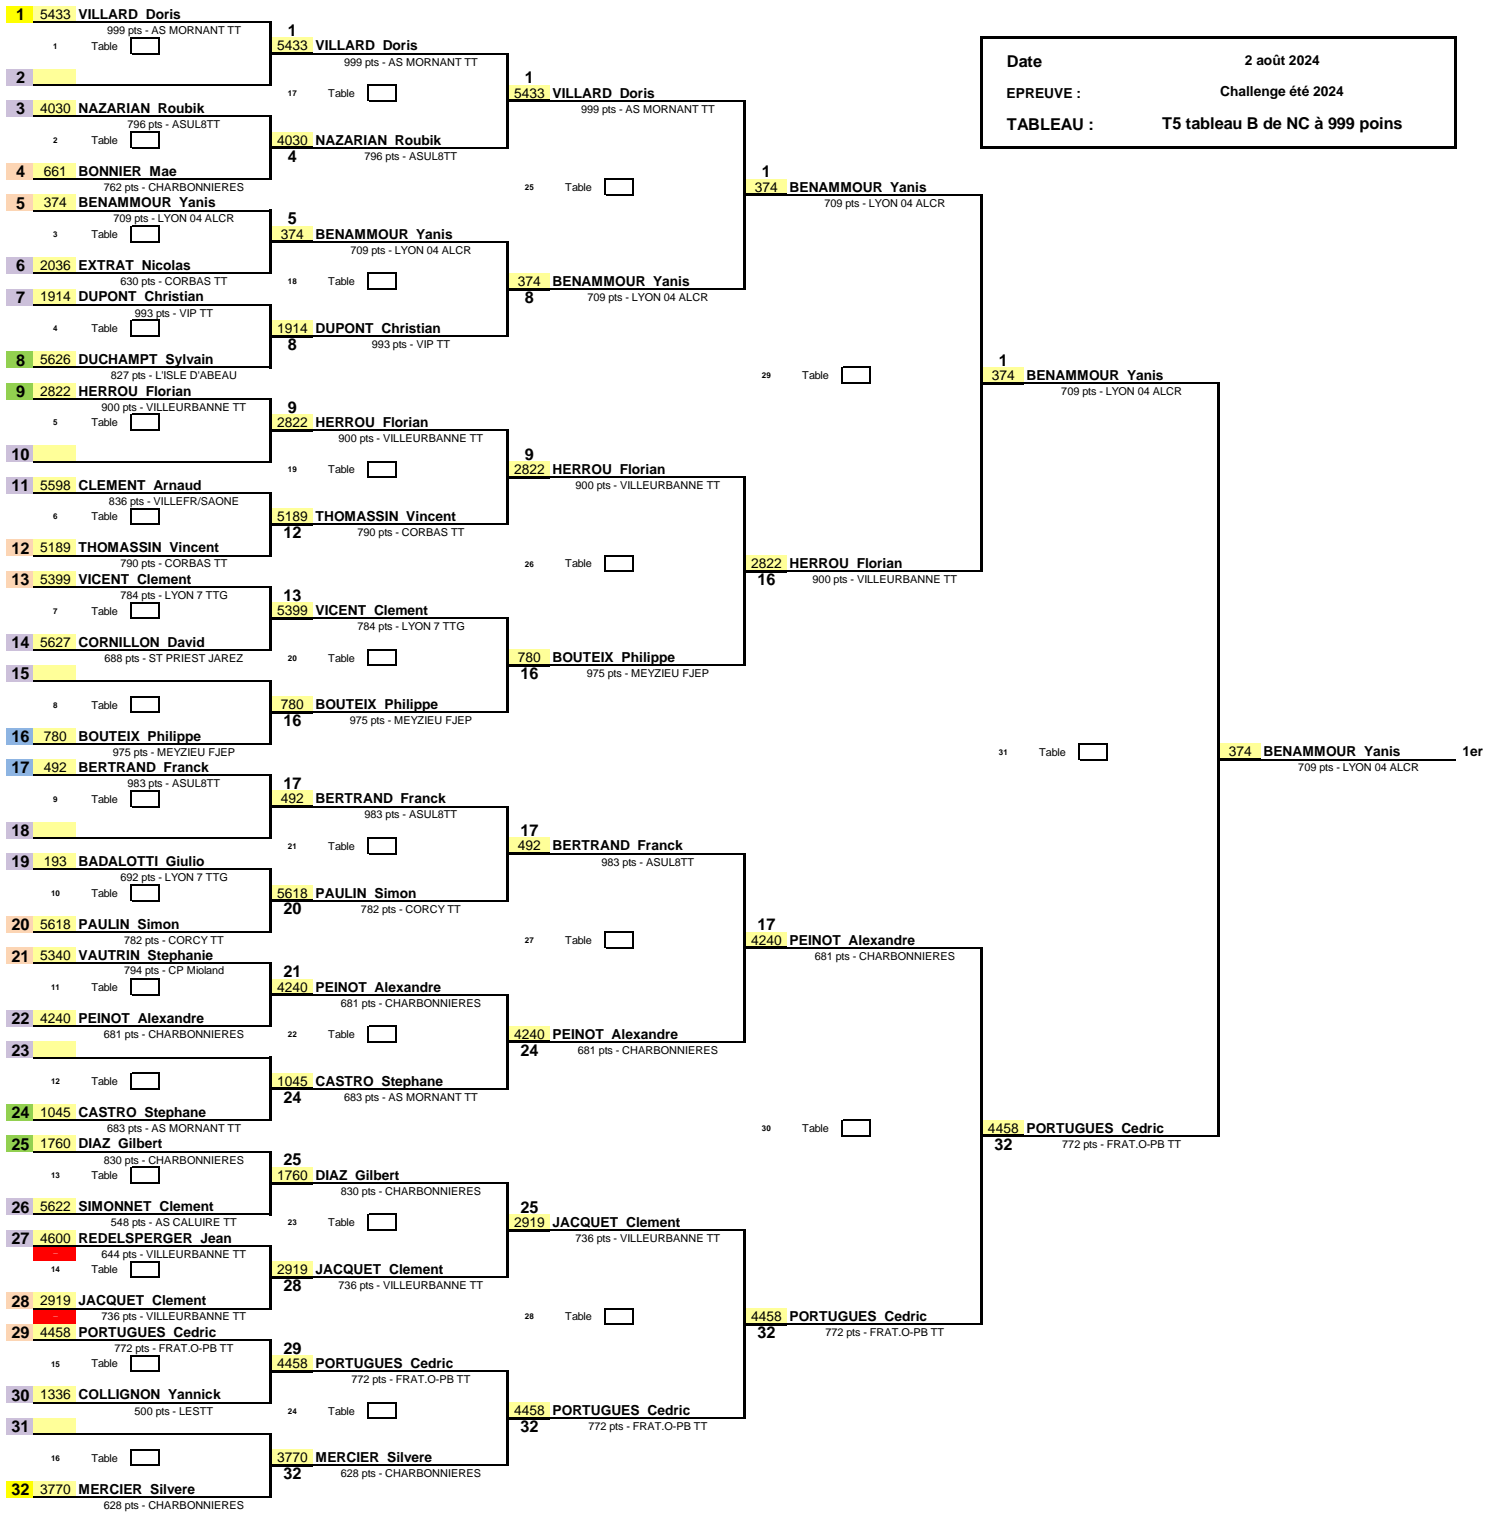 1 5433 VILLARD Doris
999 pts - AS MORNANT TT
1 Table
2
3 4030 NAZARIAN Roubik
796 pts - ASUL8TT
2 Table
4 661 BONNIER Mae
762 pts - CHARBONNIERES
5 374 BENAMMOUR Yanis
709 pts - LYON 04 ALCR
3 Table
6 2036 EXTRAT Nicolas
630 pts - CORBAS TT
7 1914 DUPONT Christian
993 pts - VIP TT
4 Table
8 5626 DUCHAMPT Sylvain
827 pts - L'ISLE D'ABEAU
9 2822 HERROU Florian
900 pts - VILLEURBANNE TT
5 Table
10
11 5598 CLEMENT Arnaud
836 pts - VILLEFR/SAONE
6 Table
12 5189 THOMASSIN Vincent
790 pts - CORBAS TT
13 5399 VICENT Clement
784 pts - LYON 7 TTG
7 Table
14 5627 CORNILLON David
688 pts - ST PRIEST JAREZ
15
8 Table
16 780 BOUTEIX Philippe
975 pts - MEYZIEU FJEP
17 492 BERTRAND Franck
983 pts - ASUL8TT
9 Table
18
19 193 BADALOTTI Giulio
692 pts - LYON 7 TTG
10 Table
20 5618 PAULIN Simon
782 pts - CORCY TT
21 5340 VAUTRIN Stephanie
794 pts - CP Mioland
11 Table
22 4240 PEINOT Alexandre
681 pts - CHARBONNIERES
23
12 Table
24 1045 CASTRO Stephane
683 pts - AS MORNANT TT
25 1760 DIAZ Gilbert
830 pts - CHARBONNIERES
13 Table
26 5622 SIMONNET Clement
548 pts - AS CALUIRE TT
27 4600 REDELSPERGER Jean
644 pts - VILLEURBANNE TT
14 Table
28 2919 JACQUET Clement
736 pts - VILLEURBANNE TT
29 4458 PORTUGUES Cedric
772 pts - FRAT.O-PB TT
15 Table
30 1336 COLLIGNON Yannick
500 pts - LESTT
31
16 Table
32 3770 MERCIER Silvere
628 pts - CHARBONNIERES
1
5433 VILLARD Doris
999 pts - AS MORNANT TT
17 Table
4030 NAZARIAN Roubik
4 796 pts - ASUL8TT
5
374 BENAMMOUR Yanis
709 pts - LYON 04 ALCR
18 Table
1914 DUPONT Christian
8 993 pts - VIP TT
9
2822 HERROU Florian
900 pts - VILLEURBANNE TT
19 Table
5189 THOMASSIN Vincent
12 790 pts - CORBAS TT
13
5399 VICENT Clement
784 pts - LYON 7 TTG
20 Table
780 BOUTEIX Philippe
16 975 pts - MEYZIEU FJEP
17
492 BERTRAND Franck
983 pts - ASUL8TT
21 Table
5618 PAULIN Simon
20 782 pts - CORCY TT
21
4240 PEINOT Alexandre
681 pts - CHARBONNIERES
22 Table
1045 CASTRO Stephane
24 683 pts - AS MORNANT TT
25
1760 DIAZ Gilbert
830 pts - CHARBONNIERES
23 Table
2919 JACQUET Clement
28 736 pts - VILLEURBANNE TT
29
4458 PORTUGUES Cedric
772 pts - FRAT.O-PB TT
24 Table
3770 MERCIER Silvere
32 628 pts - CHARBONNIERES
1
5433 VILLARD Doris
999 pts - AS MORNANT TT
25 Table
374 BENAMMOUR Yanis
8 709 pts - LYON 04 ALCR
9
2822 HERROU Florian
900 pts - VILLEURBANNE TT
26 Table
780 BOUTEIX Philippe
16 975 pts - MEYZIEU FJEP
17
492 BERTRAND Franck
983 pts - ASUL8TT
27 Table
4240 PEINOT Alexandre
24 681 pts - CHARBONNIERES
25
2919 JACQUET Clement
736 pts - VILLEURBANNE TT
28 Table
4458 PORTUGUES Cedric
32 772 pts - FRAT.O-PB TT
1
374 BENAMMOUR Yanis
709 pts - LYON 04 ALCR
29 Table
2822 HERROU Florian
16 900 pts - VILLEURBANNE TT
17
4240 PEINOT Alexandre
681 pts - CHARBONNIERES
30 Table
4458 PORTUGUES Cedric
32 772 pts - FRAT.O-PB TT
Date 2 août 2024
EPREUVE : Challenge été 2024
TABLEAU : T5 tableau B de NC à 999 poins
1
374 BENAMMOUR Yanis
709 pts - LYON 04 ALCR
31 Table
4458 PORTUGUES Cedric
32 772 pts - FRAT.O-PB TT
374 BENAMMOUR Yanis 1er
709 pts - LYON 04 ALCR